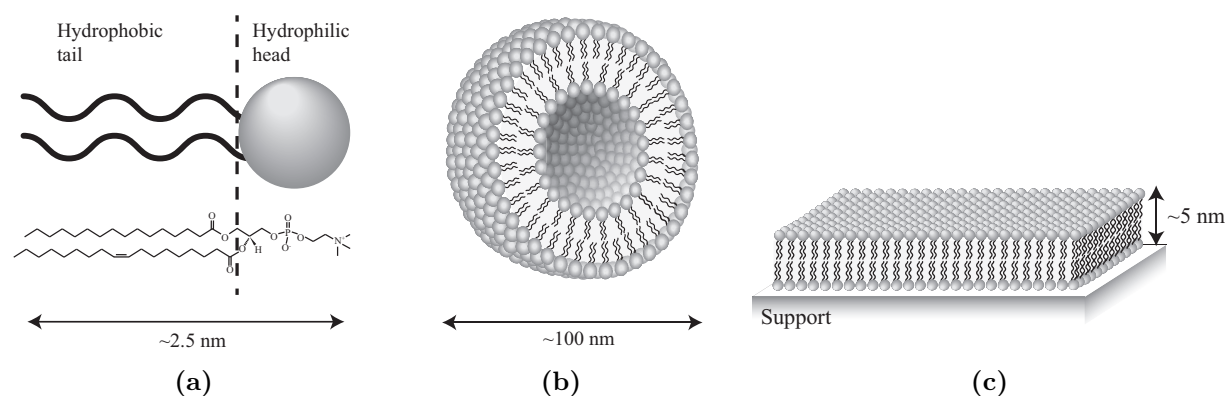 Hydrophobic
tail
Hydrophilic
head
O
O
O
O
H
O
P
O
O⁻
O
N⁺
~2.5 nm
(a)
~100 nm
(b)
~5 nm
Support
(c)